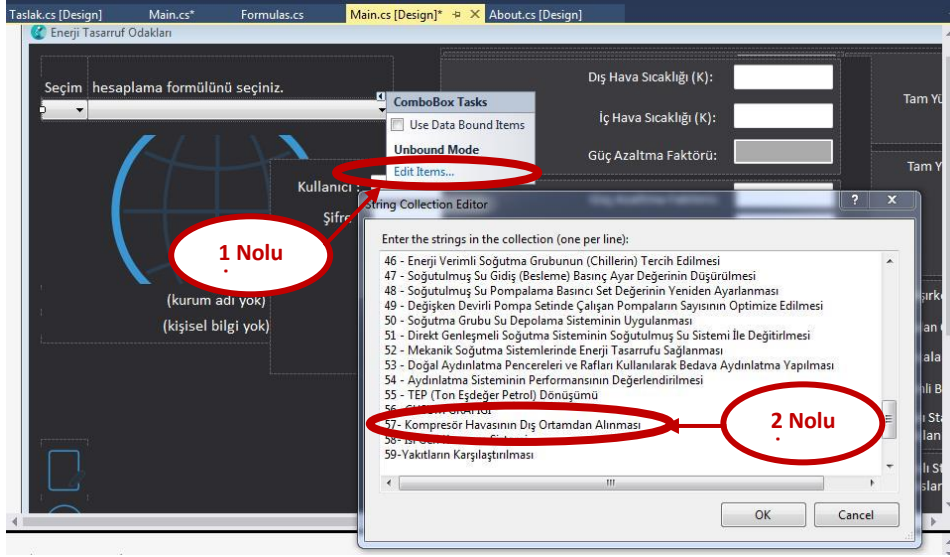 Taslak.cs [Design] Main.cs* Formulas.cs Main.cs [Design]* About.cs [Design]
Enerji Tasarruf Odakları
Seçim hesaplama formülünü seçiniz.
Dış Hava Sıcaklığı (K):
Tam Yü
ComboBox Tasks
Use Data Bound Items
İç Hava Sıcaklığı (K):
Unbound Mode
Güç Azaltma Faktörü:
Edit Items...
Tam Y
Kullanıcı :
String Collection Editor
Şifre
1 Nolu
(kurum adı yok)
(kişisel bilgi yok)
Enter the strings in the collection (one per line):
46 - Enerji Verimli Soğutma Grubunun (Chillerin) Tercih Edilmesi
47 - Soğutulmuş Su Gidiş (Besleme) Basınç Ayar Değerinin Düşürülmesi
48 - Soğutulmuş Su Pompalama Basıncı Set Değerinin Yeniden Ayarlanması
49 - Değişken Devirli Pompa Setinde Çalışan Pompaların Sayısının Optimize Edilmesi
50 - Soğutma Grubu Su Depolama Sisteminin Uygulanması
51 - Direkt Genleşmeli Soğutma Sisteminin Soğutulmuş Su Sistemi İle Değitirilmesi
52 - Mekanik Soğutma Sistemlerinde Enerji Tasarrufu Sağlanması
53 - Doğal Aydınlatma Pencereleri ve Rafları Kullanılarak Bedava Aydınlatma Yapılması
54 - Aydınlatma Sisteminin Performansının Değerlendirilmesi
55 - TEP (Ton Eşdeğer Petrol) Dönüşümü
57- Kompresör Havasının Dış Ortamdan Alınması
59-Yakıtların Karşılaştırılması
2 Nolu
OK Cancel